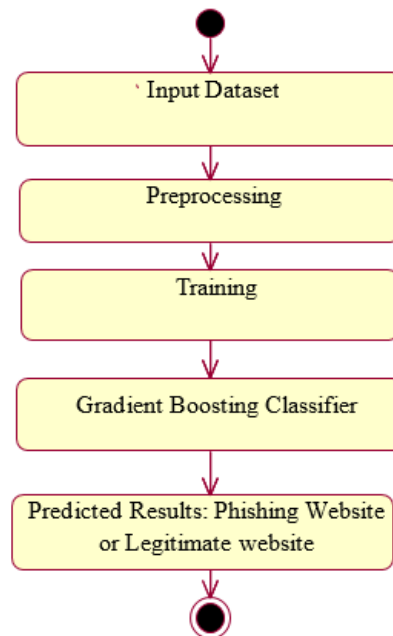 ` Input Dataset
Preprocessing
Training
Gradient Boosting Classifier
Predicted Results: Phishing Website
or Legitimate website